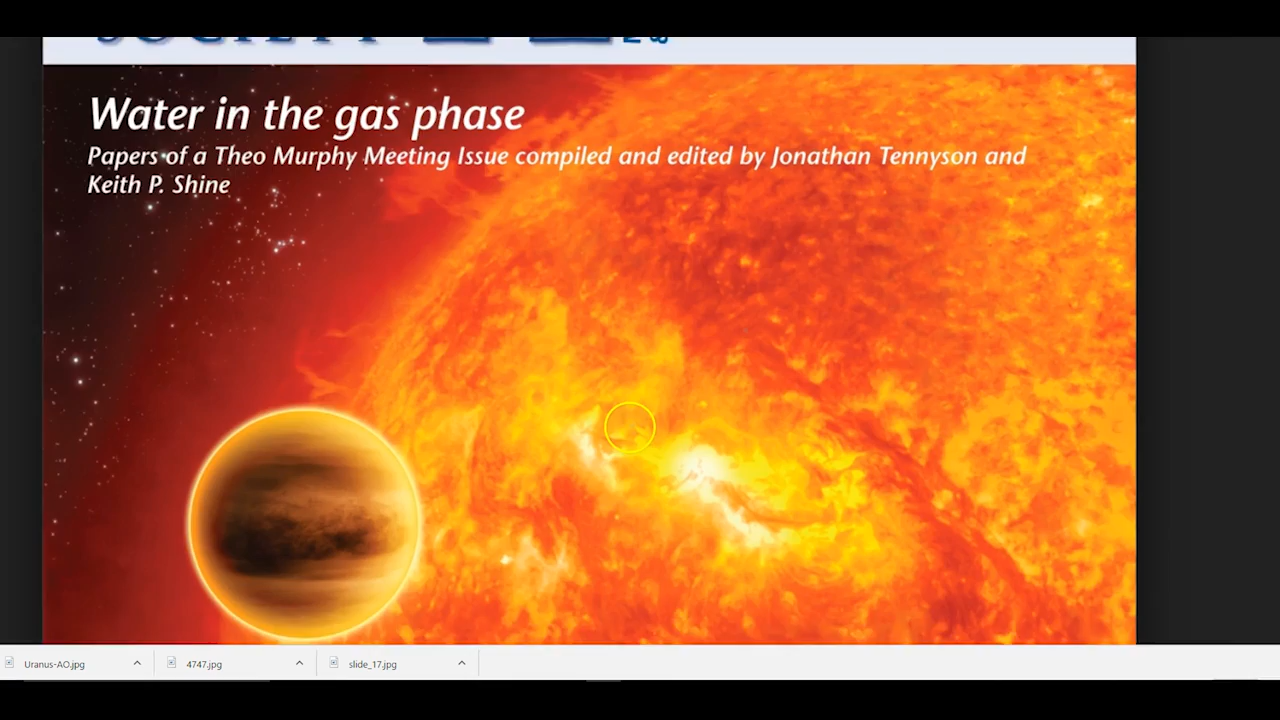 SOCIETY
Water in the gas phase
Papers of a Theo Murphy Meeting Issue compiled and edited by Jonathan Tennyson and
Keith P. Shine
Uranus-AO.jpg
4747.jpg
slide_17.jpg